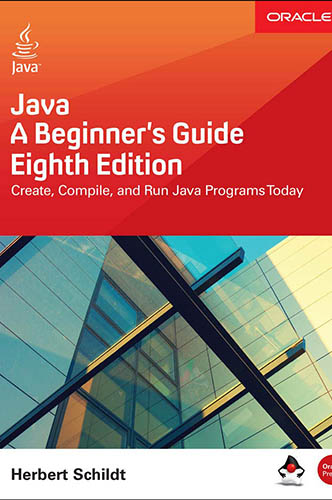 ORACLE
Java
Java
A Beginner's Guide
Eighth Edition
Create, Compile, and Run Java Programs Today
Herbert Schildt